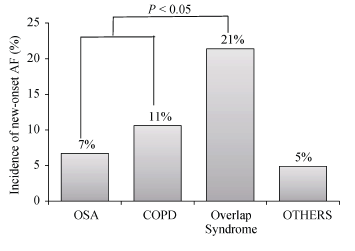 P < 0.05
Incidence of new-onset AF (%)
25
20
15
10
5
0
7%
11%
21%
5%
OSA
COPD
Overlap
Syndrome
OTHERS